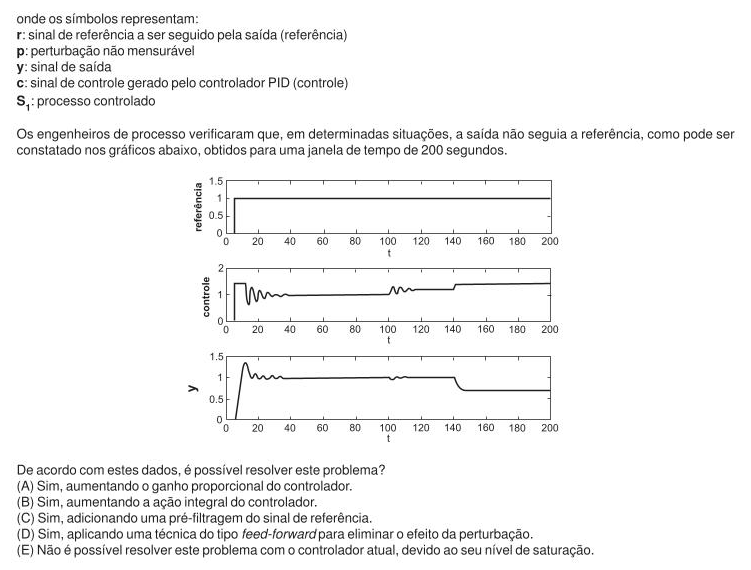 onde os símbolos representam:
r: sinal de referência a ser seguido pela saída (referência)
p: perturbação não mensurável
y: sinal de saída
c: sinal de controle gerado pelo controlador PID (controle)
S₁: processo controlado
Os engenheiros de processo verificaram que, em determinadas situações, a saída não seguia a referência, como pode ser
constatado nos gráficos abaixo, obtidos para uma janela de tempo de 200 segundos.
referência
1.5
1
0.5
0
0 20 40 60 80 100 120 140 160 180 200
t
controle
2
1
0
0 20 40 60 80 100 120 140 160 180 200
t
y
1.5
1
0.5
0
0 20 40 60 80 100 120 140 160 180 200
t
De acordo com estes dados, é possível resolver este problema?
(A) Sim, aumentando o ganho proporcional do controlador.
(B) Sim, aumentando a ação integral do controlador.
(C) Sim, adicionando uma pré-filtragem do sinal de referência.
(D) Sim, aplicando uma técnica do tipo feed-forward para eliminar o efeito da perturbação.
(E) Não é possível resolver este problema com o controlador atual, devido ao seu nível de saturação.